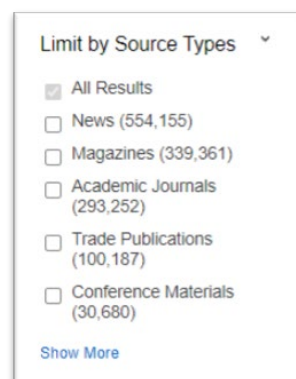 Limit by Source Types
All Results
News (554,155)
Magazines (339,361)
Academic Journals
(293,252)
Trade Publications
(100,187)
Conference Materials
(30,680)
Show More